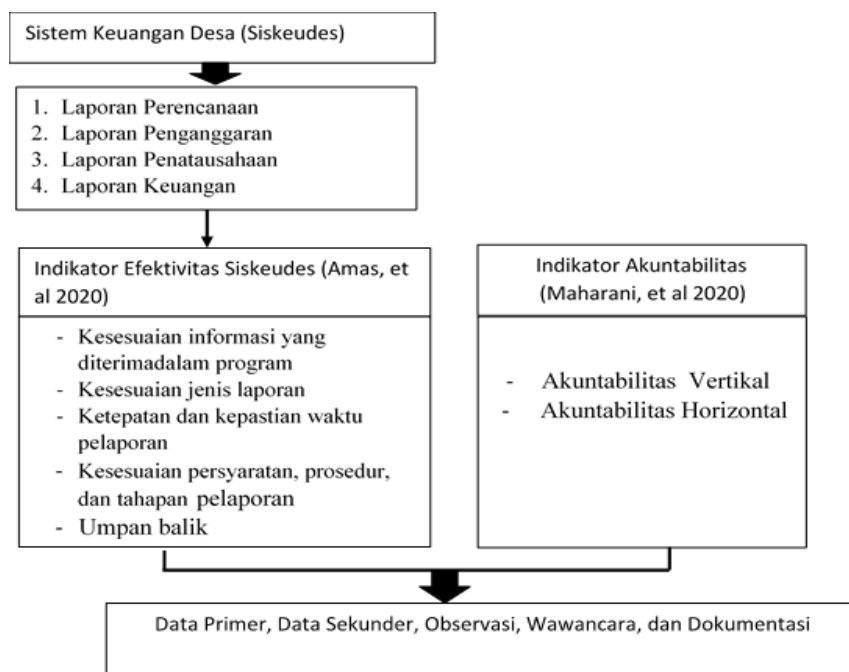 Sistem Keuangan Desa (Siskeudes)
1. Laporan Perencanaan
2. Laporan Penganggaran
3. Laporan Penatausahaan
4. Laporan Keuangan
Indikator Efektivitas Siskeudes (Amas, et
al 2020)
- Kesesuaian informasi yang
diterimadalam program
- Kesesuaian jenis laporan
- Ketepatan dan kepastian waktu
pelaporan
- Kesesuaian persyaratan, prosedur,
dan tahapan pelaporan
- Umpan balik
Indikator Akuntabilitas
(Maharani, et al 2020)
- Akuntabilitas Vertikal
- Akuntabilitas Horizontal
Data Primer, Data Sekunder, Observasi, Wawancara, dan Dokumentasi